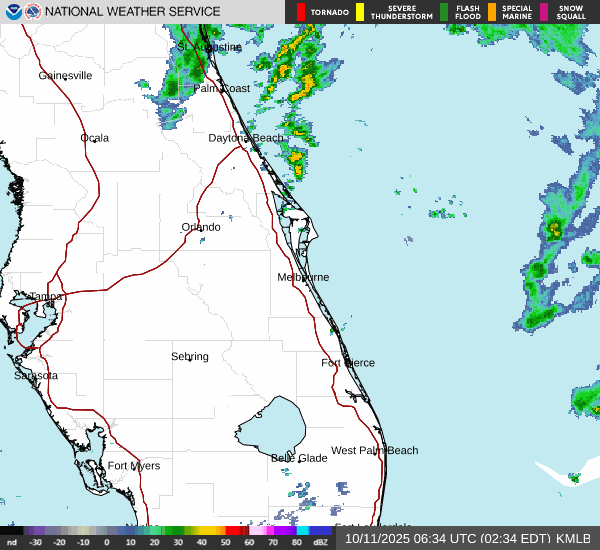 NATIONAL WEATHER SERVICE
TORNADO
SEVERE
THUNDERSTORM
FLASH
FLOOD
SPECIAL
MARINE
SNOW
SQUALL
St. Augustine
Gainesville
Palm Coast
Ocala
Daytona Beach
Orlando
Melbourne
Tampa
Sebring
Fort Pierce
Sarasota
West Palm Beach
Belle Glade
Fort Myers
nd -30 -20 -10 0 10 20 30 40 50 60 70 80 dBZ
10/11/2025 06:34 UTC (02:34 EDT) KMLB